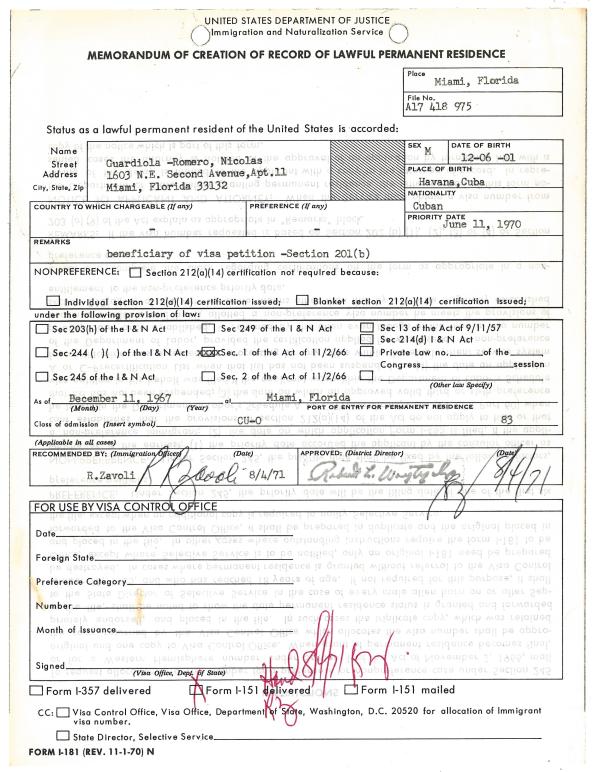 UNITED STATES DEPARTMENT OF JUSTICE
Immigration and Naturalization Service
MEMORANDUM OF CREATION OF RECORD OF LAWFUL PERMANENT RESIDENCE
Place
Miami, Florida
File No.
A17 418 975
Status as a lawful permanent resident of the United States is accorded:
Name
Street
Address
City, State, Zip
Guardiola -Romero, Nicolas
1603 N.E. Second Avenue,Apt.11
Miami, Florida 33132
SEX
M
DATE OF BIRTH
12-06 -01
PLACE OF BIRTH
Havana,Cuba
NATIONALITY
Cuban
PRIORITY DATE
June 11, 1970
COUNTRY TO WHICH CHARGEABLE (If any)
-
PREFERENCE (If any)
-
REMARKS
beneficiary of visa petition -Section 201(b)
NONPREFERENCE: Section 212(a)(14) certification not required because:
Individual section 212(a)(14) certification issued; Blanket section 212(a)(14) certification issued;
under the following provision of law:
Sec 203(h) of the I & N Act Sec 249 of the I & N Act Sec 13 of the Act of 9/11/57
Sec 214(d) I & N Act
Sec 244 ( )( ) of the I & N Act xxxx Sec. 1 of the Act of 11/2/66 Private Law no. of the
Congress session
Sec 245 of the I & N Act Sec. 2 of the Act of 11/2/66
(Other law Specify)
As of December 11, 1967 at Miami, Florida
(Month) (Day) (Year) PORT OF ENTRY FOR PERMANENT RESIDENCE
Class of admission (Insert symbol) CU-0 83
(Applicable in all cases)
RECOMMENDED BY: (Immigration Officer) (Date) APPROVED: (District Director) (Date)
R.Zavoli R Zavoli 8/4/71 8/4/71
RZ
FOR USE BY VISA CONTROL OFFICE
Date
Foreign State
Preference Category
Number
Month of Issuance
Signed
(Visa Office, Dept. of State)
Hand 8/4/71 RZ
X
Form I-357 delivered Form I-151 delivered Form I-151 mailed
RZ
CC: Visa Control Office, Visa Office, Department of State, Washington, D.C. 20520 for allocation of Immigrant
visa number.
State Director, Selective Service
FORM I-181 (REV. 11-1-70) N